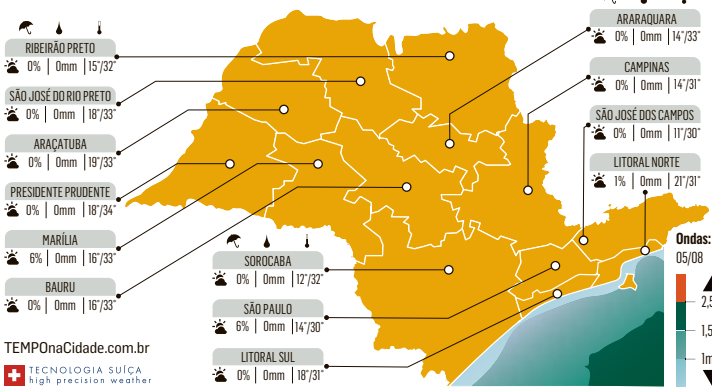 RIBEIRÃO PRETO
0% | 0mm | 15°/32°
SÃO JOSÉ DO RIO PRETO
0% | 0mm | 18°/33°
ARAÇATUBA
0% | 0mm | 19°/33°
PRESIDENTE PRUDENTE
0% | 0mm | 18°/34°
MARÍLIA
6% | 0mm | 16°/33°
BAURU
0% | 0mm | 16°/33°
TEMPOnaCidade.com.br
TECNOLOGIA SUÍÇA
high precision weather
SOROCABA
0% | 0mm | 12°/32°
SÃO PAULO
6% | 0mm | 14°/30°
LITORAL SUL
0% | 0mm | 18°/31°
ARARAQUARA
0% | 0mm | 14°/33°
CAMPINAS
0% | 0mm | 14°/31°
SÃO JOSÉ DOS CAMPOS
0% | 0mm | 11°/30°
LITORAL NORTE
1% | 0mm | 21°/31°
Ondas:
05/08
2,5
1,5
1m